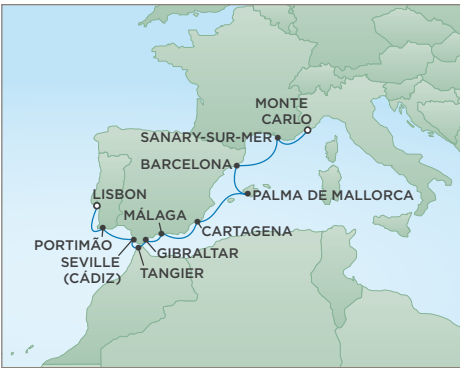 MONTE
CARLO
SANARY-SUR-MER
BARCELONA
LISBON
PALMA DE MALLORCA
MÁLAGA
CARTAGENA
PORTIMÃO
GIBRALTAR
SEVILLE
(CÁDIZ)
TANGIER